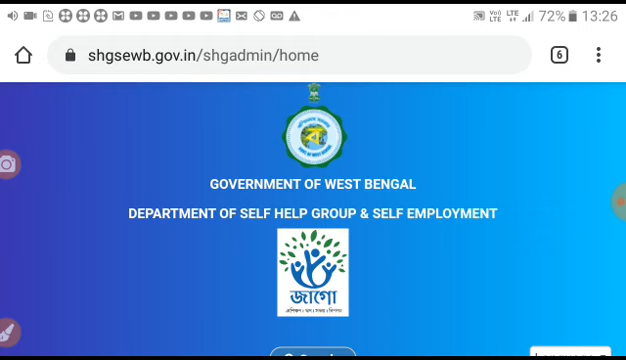 72% 13:26
shgsewb.gov.in/shgadmin/home
6
GOVERNMENT OF WEST BENGAL
DEPARTMENT OF SELF HELP GROUP & SELF EMPLOYMENT
জাগো